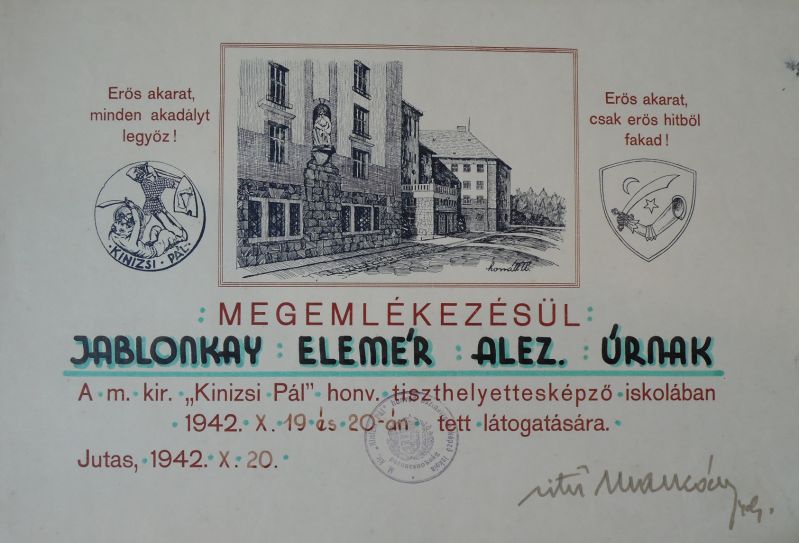 Erős akarat,
minden akadályt
legyőz!
Erős akarat,
csak erős hitből
fakad!
KINIZSI · PÁL
: MEGEMLÉKEZÉSÜL :
JABLONKAY : ELEMÉR : ALEZ. : ÚRNAK
A · m. kir. „Kinizsi Pál" · honv. · tiszthelyettesképző · iskolában
· 1942. X. 19 és 20-án · tett · látogatására.
Jutas, · 1942. X. 20. ·